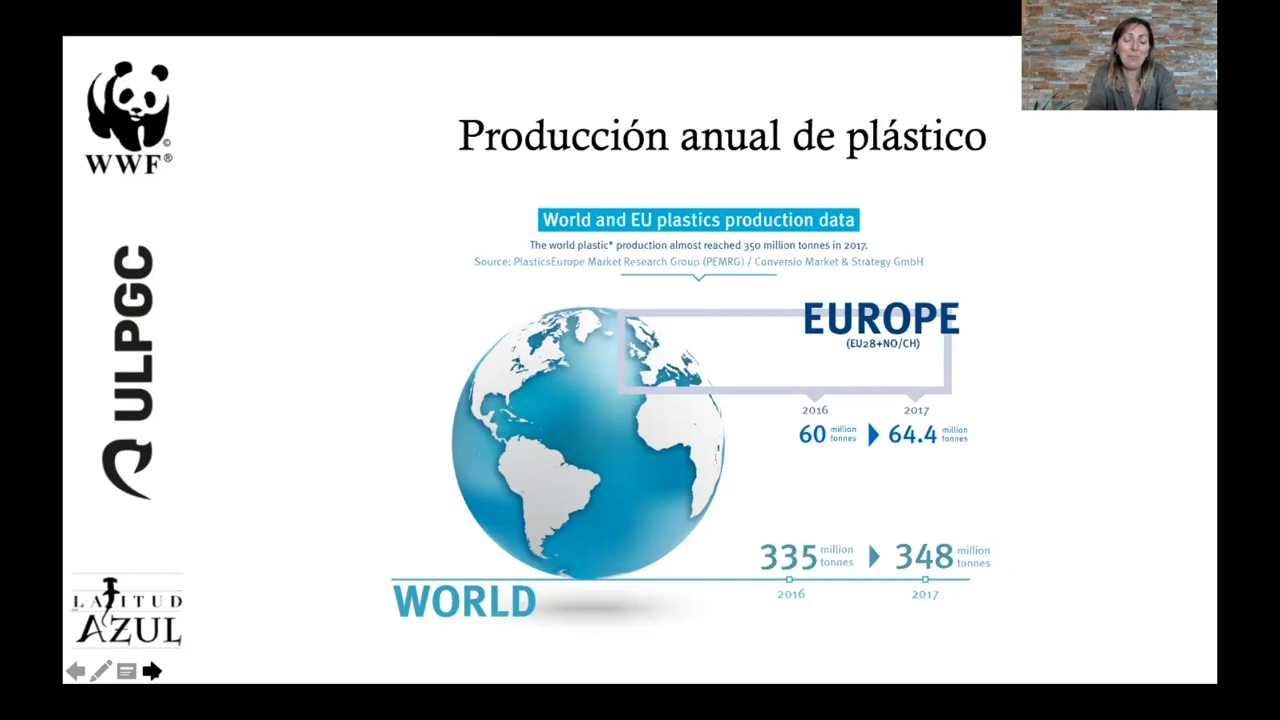 WWF®
©
Producción anual de plástico
World and EU plastics production data
The world plastic* production almost reached 350 million tonnes in 2017.
Source: PlasticsEurope Market Research Group (PEMRG) / Conversio Market & Strategy GmbH
ULPGC
EUROPE
(EU28+NO/CH)
2016 2017
60 million tonnes 64.4 million tonnes
335 million tonnes 348 million tonnes
2016 2017
WORLD
LATITUD
AZUL